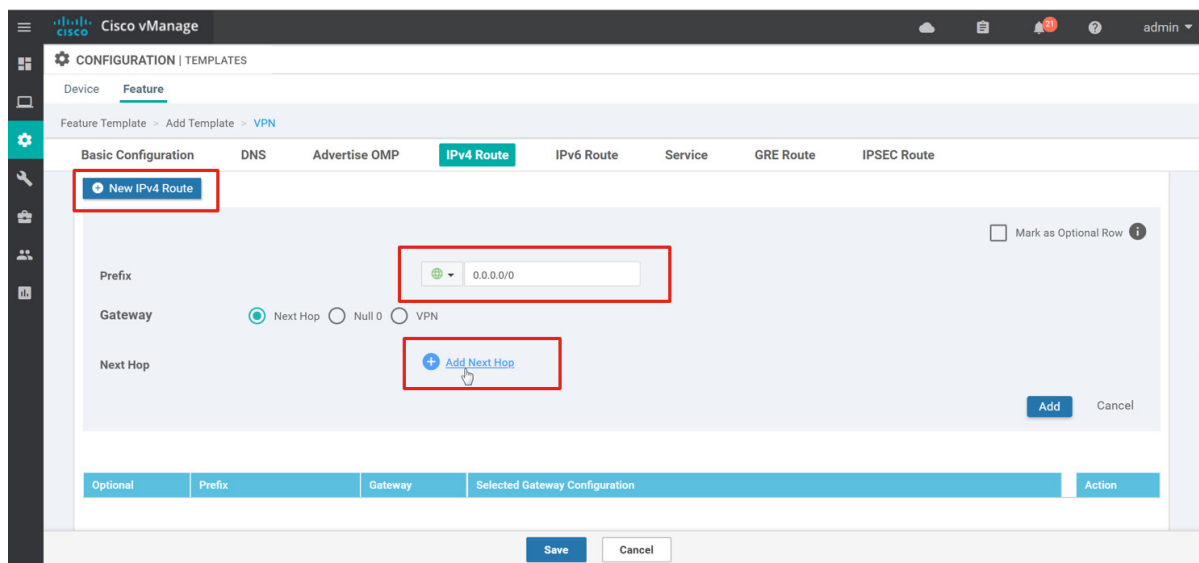 cisco Cisco vManage 21 admin
CONFIGURATION | TEMPLATES
Device Feature
Feature Template > Add Template > VPN
Basic Configuration DNS Advertise OMP IPv4 Route IPv6 Route Service GRE Route IPSEC Route
New IPv4 Route
Mark as Optional Row
Prefix 0.0.0.0/0
Gateway Next Hop Null 0 VPN
Next Hop Add Next Hop
Add Cancel
Optional Prefix Gateway Selected Gateway Configuration Action
Save Cancel